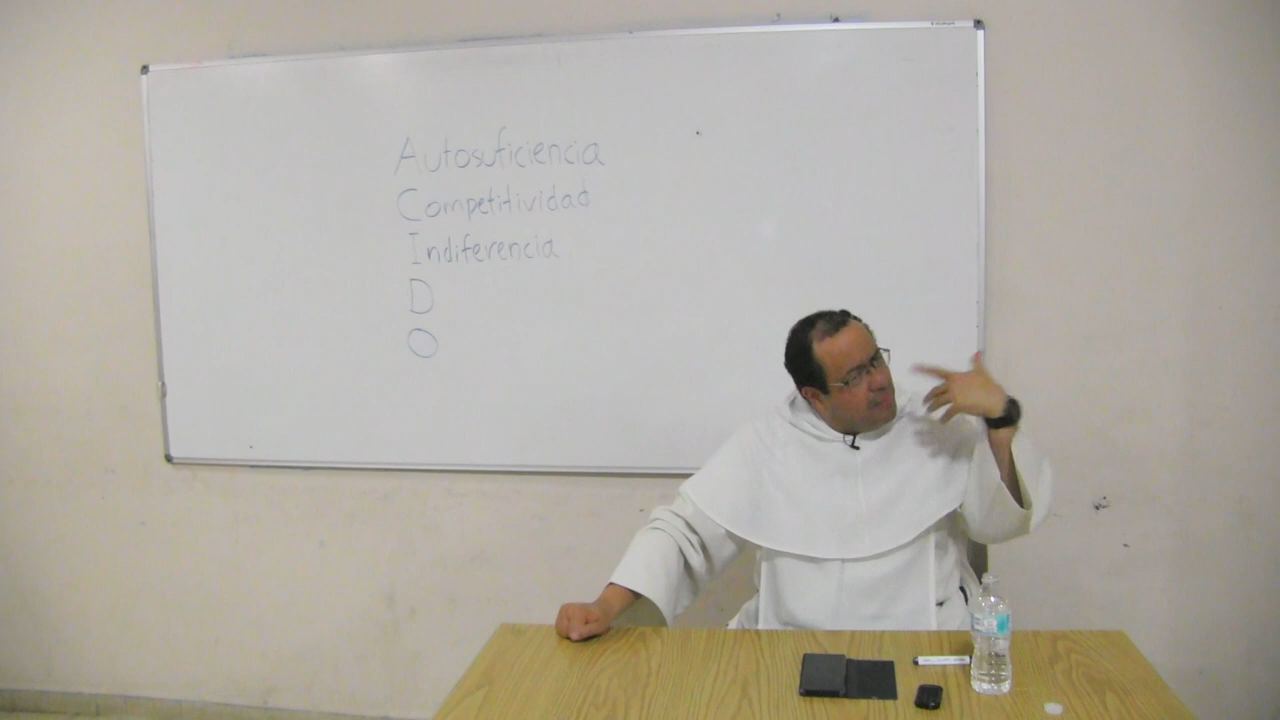 Autosuficiencia
Competitividad
Indiferencia
D
O